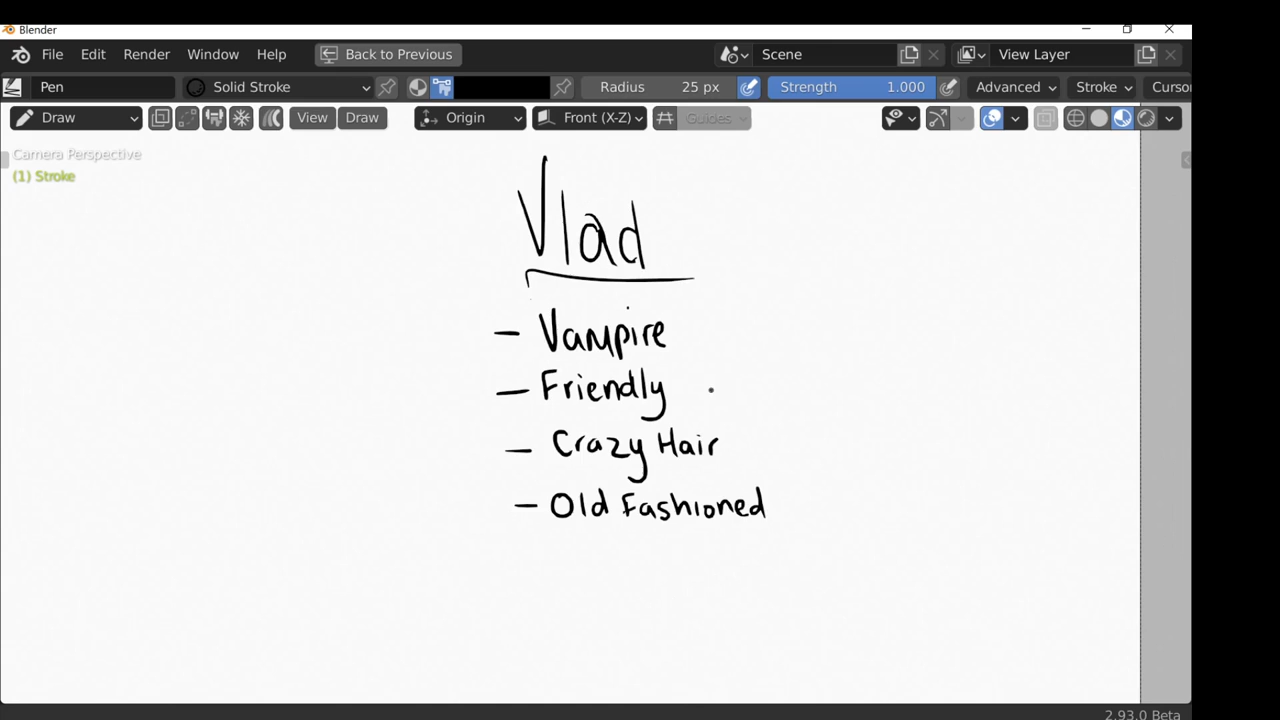 Blender
File Edit Render Window Help Back to Previous Scene View Layer
Pen Solid Stroke Radius 25 px Strength 1.000 Advanced Stroke Curso
Draw View Draw Origin Front (X-Z) Guides
Camera Perspective
(1) Stroke
Vlad
- Vampire
- Friendly
- Crazy Hair
- Old Fashioned
2.93.0 Beta